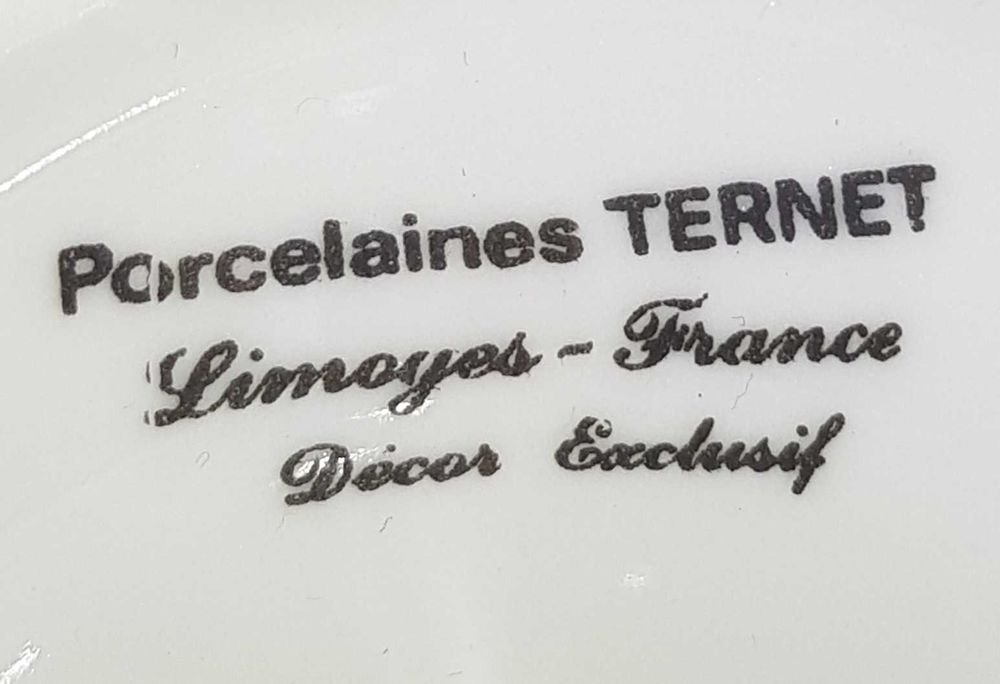 Porcelaines TERNET
Limoges - France
Décor Exclusif